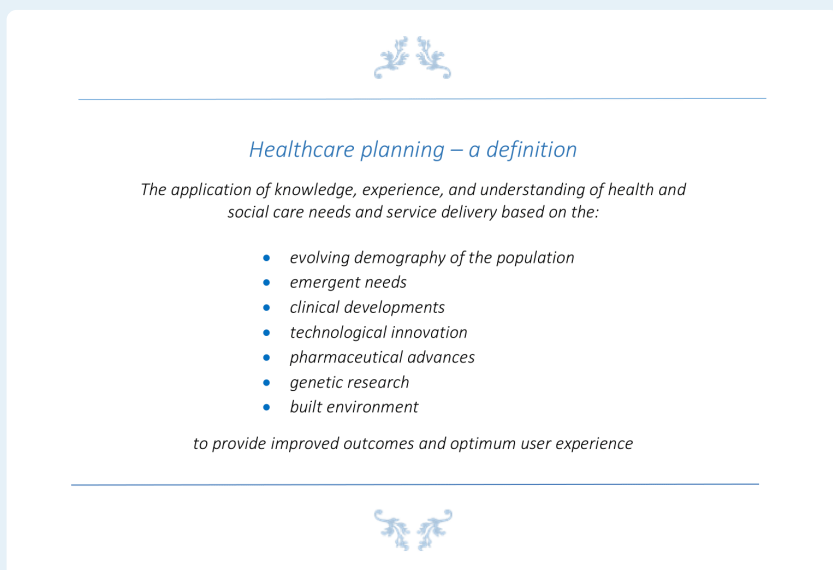 Healthcare planning – a definition
The application of knowledge, experience, and understanding of health and
social care needs and service delivery based on the:
• evolving demography of the population
• emergent needs
• clinical developments
• technological innovation
• pharmaceutical advances
• genetic research
• built environment
to provide improved outcomes and optimum user experience